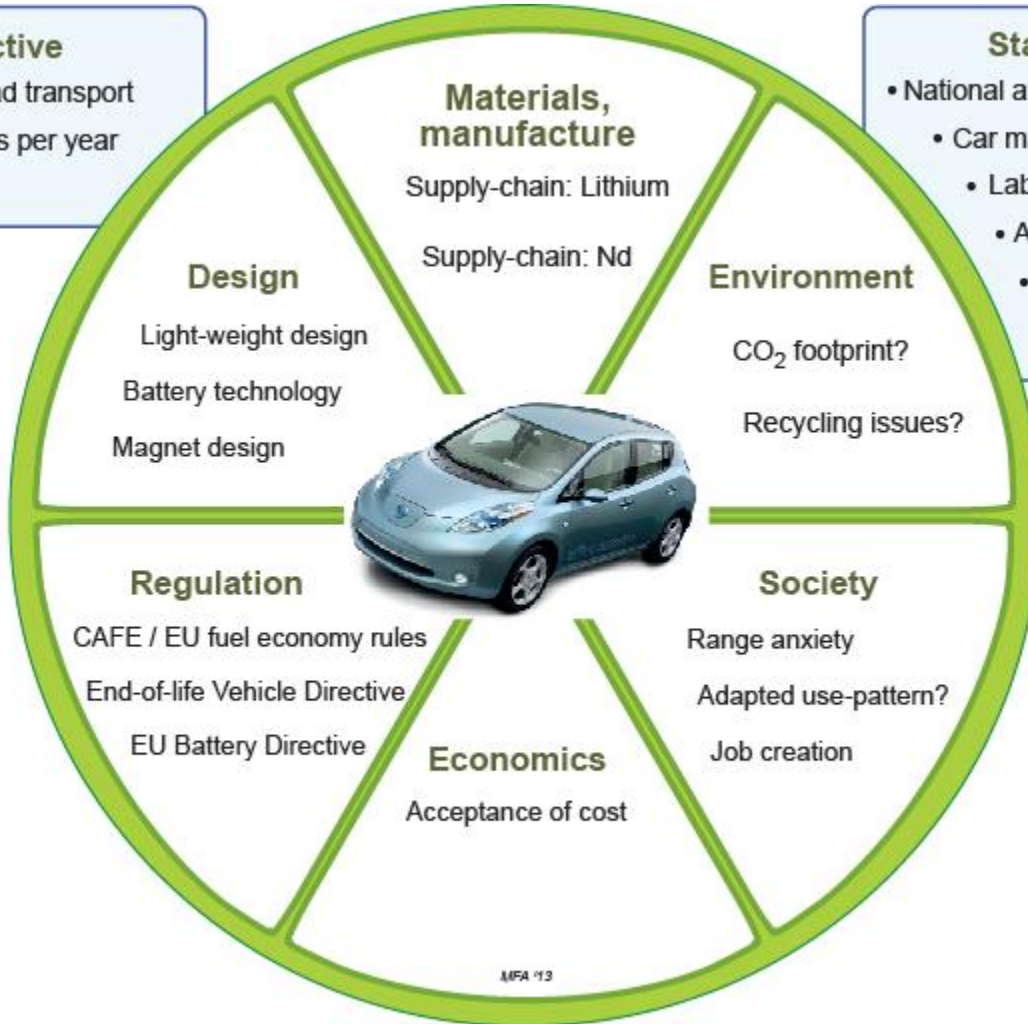 ctive
d transport
s per year
Sta
• National a
• Car m
• Lab
• A
•
Materials,
manufacture
Supply-chain: Lithium
Supply-chain: Nd
Design
Light-weight design
Battery technology
Magnet design
Environment
CO₂ footprint?
Recycling issues?
Regulation
CAFE / EU fuel economy rules
End-of-life Vehicle Directive
EU Battery Directive
Society
Range anxiety
Adapted use-pattern?
Job creation
Economics
Acceptance of cost
MFA '13